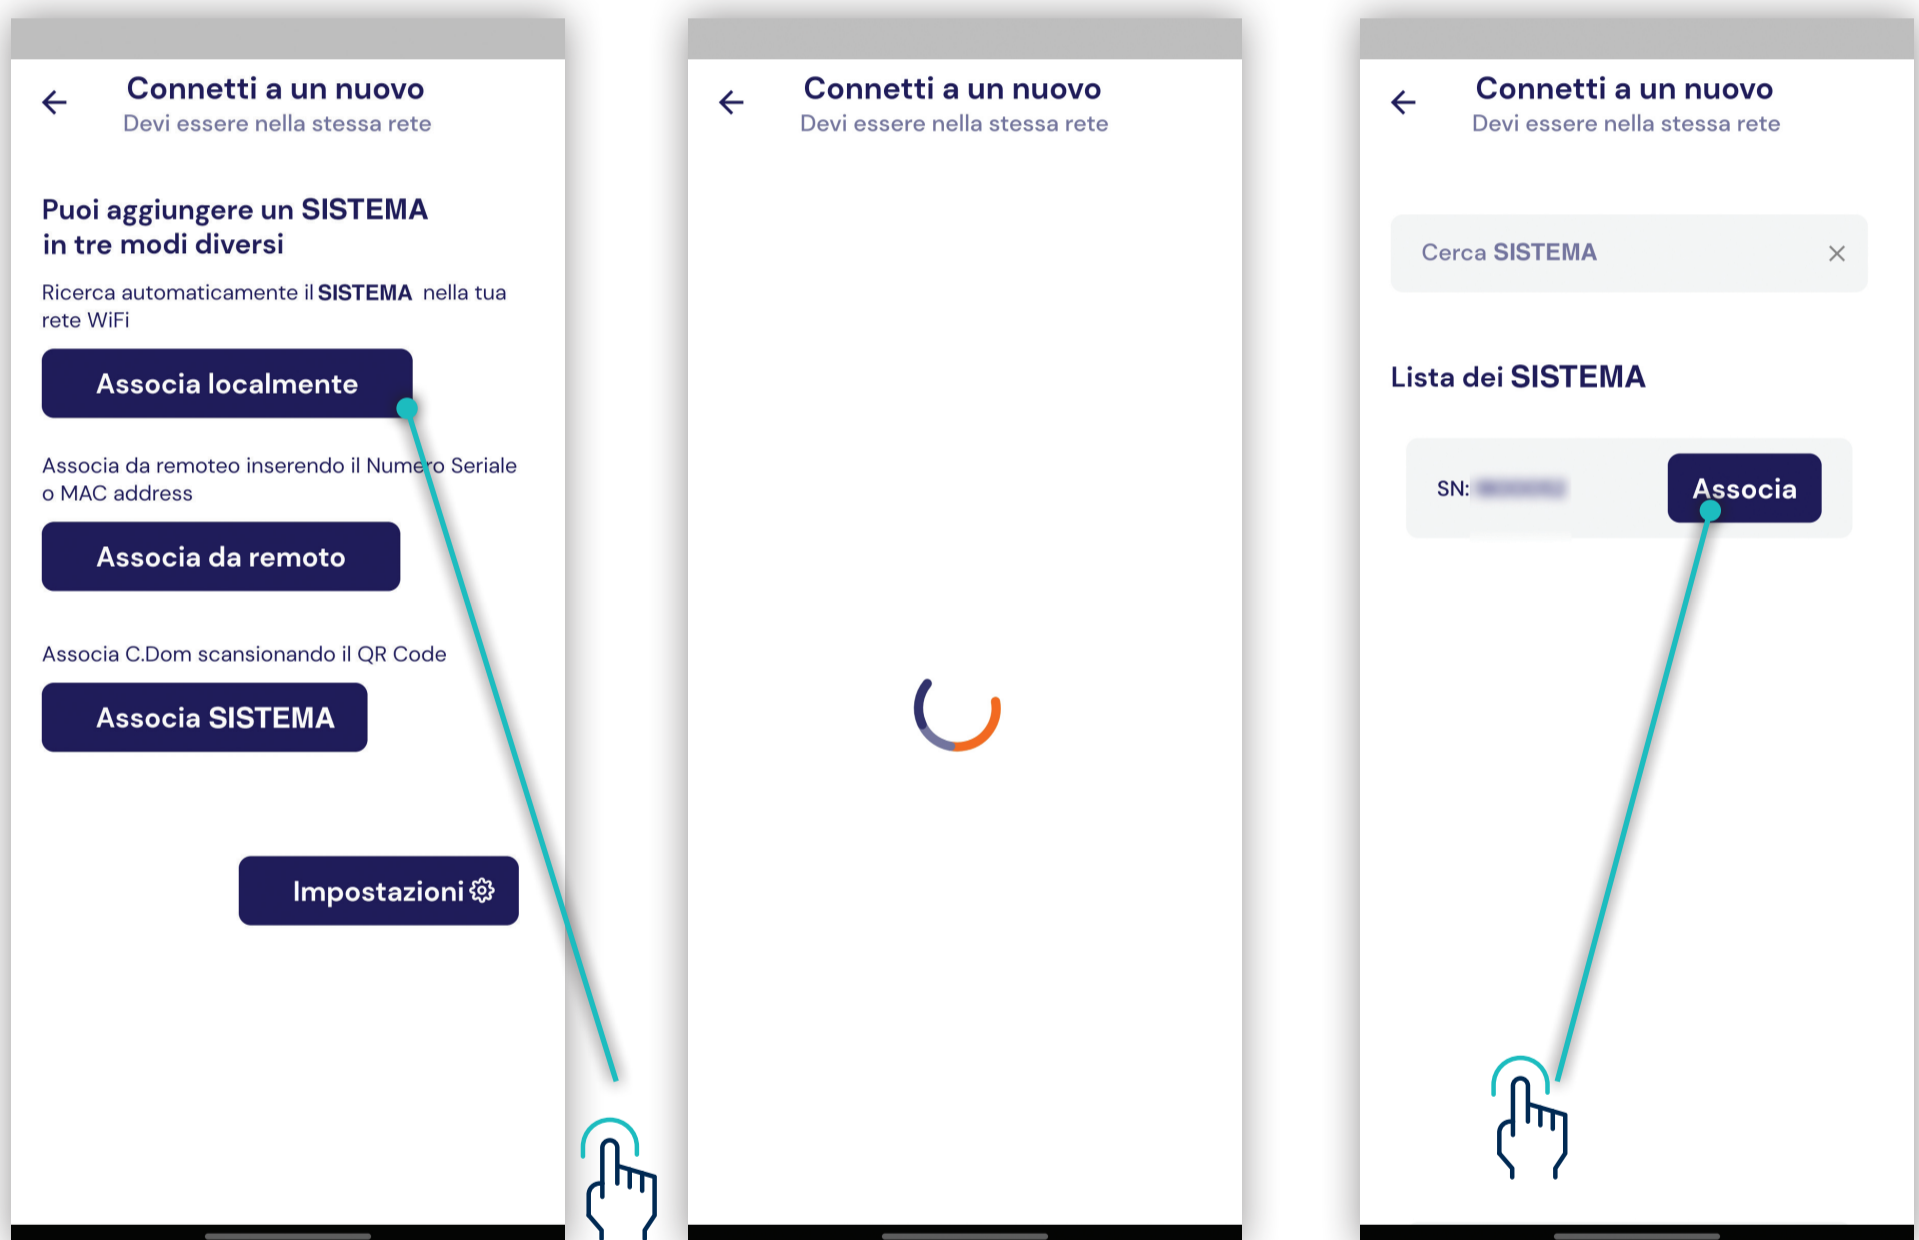 Connetti a un nuovo
Devi essere nella stessa rete
Puoi aggiungere un SISTEMA
in tre modi diversi
Ricerca automaticamente il SISTEMA nella tua
rete WiFi
Associa localmente
Associa da remoteo inserendo il Numero Seriale
o MAC address
Associa da remoto
Associa C.Dom scansionando il QR Code
Associa SISTEMA
Impostazioni
Connetti a un nuovo
Devi essere nella stessa rete
Connetti a un nuovo
Devi essere nella stessa rete
Cerca SISTEMA
Lista dei SISTEMA
SN:
Associa